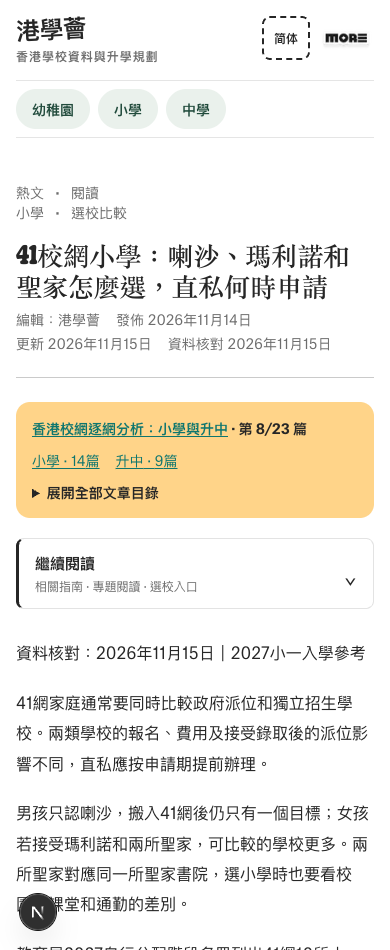 港學薈
香港學校資料與升學規劃
简体
MORE
幼稚園
小學
中學
熱文 • 閱讀
小學 • 選校比較
41校網小學：喇沙、瑪利諾和
聖家怎麼選，直私何時申請
編輯：港學薈 發佈 2026年11月14日
更新 2026年11月15日 資料核對 2026年11月15日
香港校網逐網分析：小學與升中 · 第 8/23 篇
小學 · 14篇 升中 · 9篇
▶ 展開全部文章目錄
繼續閱讀
相關指南 · 專題閱讀 · 選校入口
資料核對：2026年11月15日｜2027小一入學參考
41網家庭通常要同時比較政府派位和獨立招生學
校。兩類學校的報名、費用及接受錄取後的派位影
響不同，直私應按申請期提前辦理。
男孩只認喇沙，搬入41網後仍只有一個目標；女孩
若接受瑪利諾和兩所聖家，可比較的學校更多。兩
所聖家對應同一所聖家書院，選小學時也要看校
課堂和通勤的差別。
N